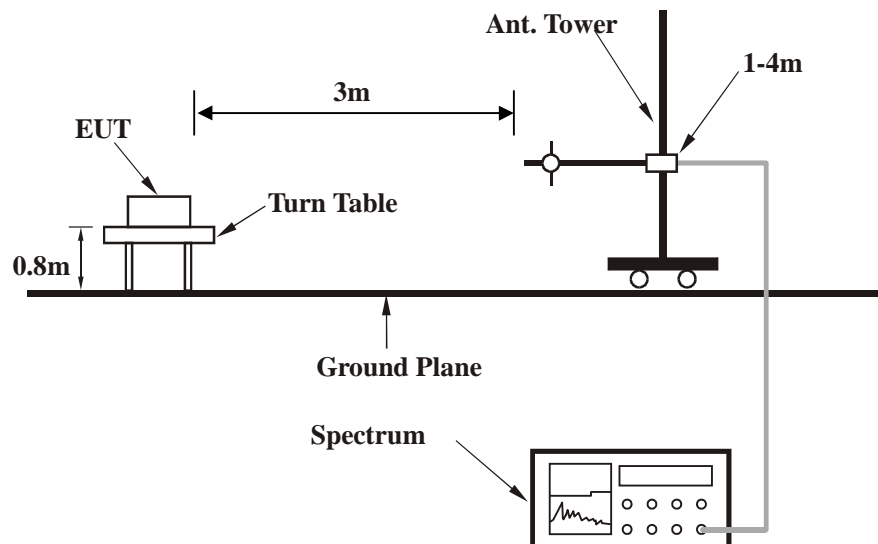 Ant. Tower
1-4m
3m
EUT
Turn Table
0.8m
Ground Plane
Spectrum